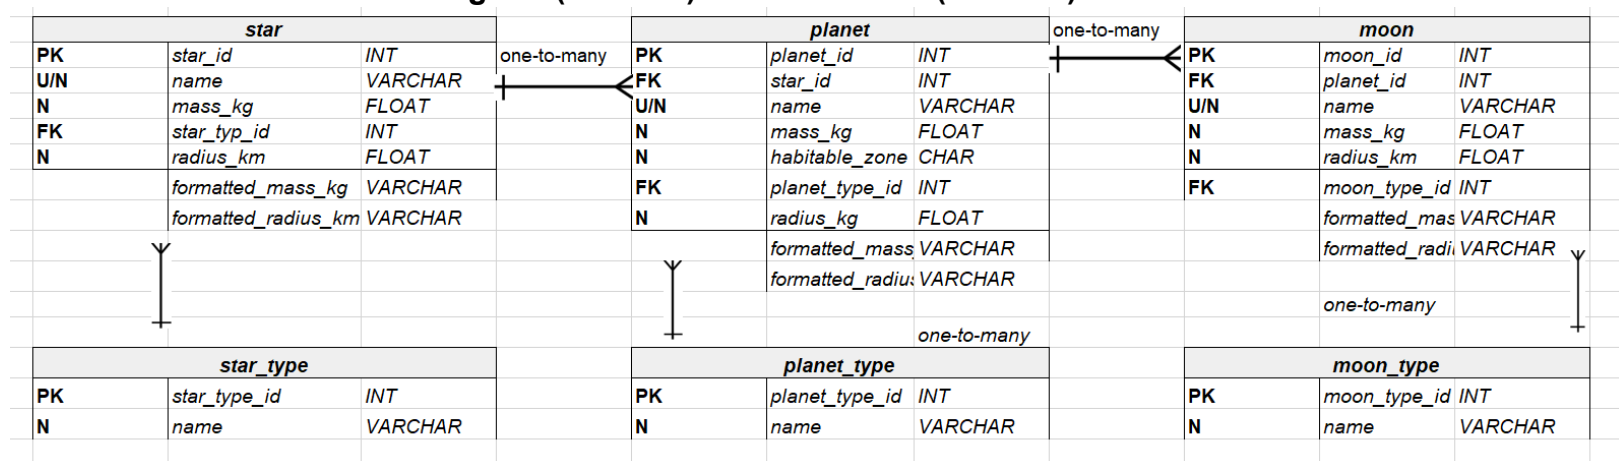 star
PK star_id INT
U/N name VARCHAR
N mass_kg FLOAT
FK star_typ_id INT
N radius_km FLOAT
formatted_mass_kg VARCHAR
formatted_radius_km VARCHAR
one-to-many
planet
PK planet_id INT
FK star_id INT
U/N name VARCHAR
N mass_kg FLOAT
N habitable_zone CHAR
FK planet_type_id INT
N radius_kg FLOAT
formatted_mass VARCHAR
formatted_radiu VARCHAR
one-to-many
one-to-many
moon
PK moon_id INT
FK planet_id INT
U/N name VARCHAR
N mass_kg FLOAT
N radius_km FLOAT
FK moon_type_id INT
formatted_mas VARCHAR
formatted_radi VARCHAR
one-to-many
star_type
PK star_type_id INT
N name VARCHAR
planet_type
PK planet_type_id INT
N name VARCHAR
moon_type
PK moon_type_id INT
N name VARCHAR